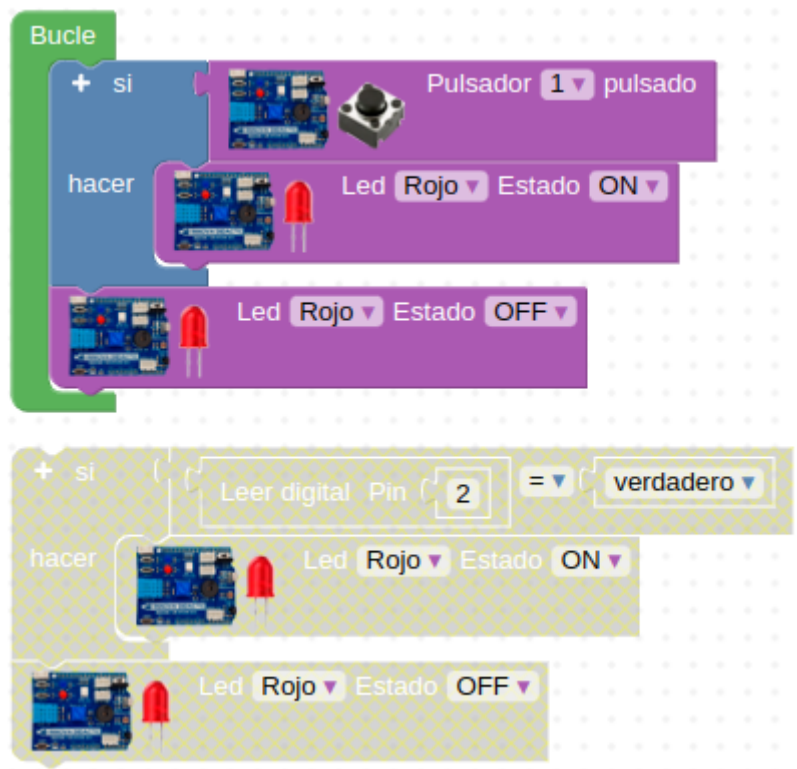 Bucle
+ si Pulsador 1 pulsado
hacer Led Rojo Estado ON
Led Rojo Estado OFF
+ si Leer digital Pin 2 = verdadero
hacer Led Rojo Estado ON
Led Rojo Estado OFF